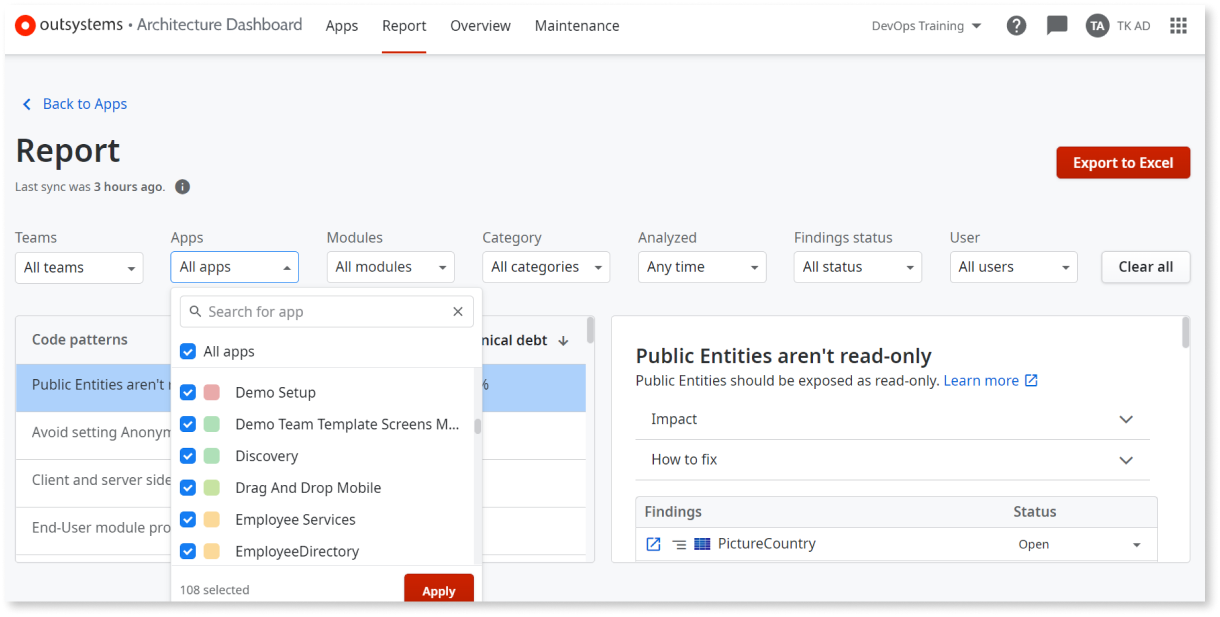 outsystems • Architecture Dashboard Apps Report Overview Maintenance DevOps Training TA TK AD
Back to Apps
Report
Export to Excel
Last sync was 3 hours ago.
Teams Apps Modules Category Analyzed Findings status User
All teams All apps All modules All categories Any time All status All users Clear all
Search for app
Code patterns nical debt
All apps
Public Entities aren't r %
Demo Setup
Avoid setting Anonym
Demo Team Template Screens M...
Discovery
Client and server side
Drag And Drop Mobile
Employee Services
End-User module pro
EmployeeDirectory
108 selected Apply
Public Entities aren't read-only
Public Entities should be exposed as read-only. Learn more
Impact
How to fix
Findings Status
PictureCountry Open